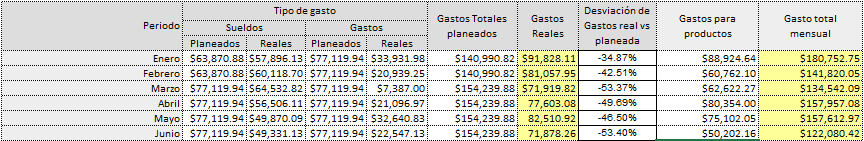 Periodo Tipo de gasto Gastos Totales planeados Gastos Reales Desviación de Gastos real vs planeada Gastos para productos Gasto total mensual
Sueldos Gastos
Planeados Reales Planeados Reales
Enero $63,870.88 $57,896.13 $77,119.94 $33,931.98 $140,990.82 $91,828.11 -34.87% $88,924.64 $180,752.75
Febrero $63,870.88 $60,118.70 $77,119.94 $20,939.25 $140,990.82 $81,057.95 -42.51% $60,762.10 $141,820.05
Marzo $77,119.94 $64,532.82 $77,119.94 $7,387.00 $154,239.88 $71,919.82 -53.37% $62,622.27 $134,542.09
Abril $77,119.94 $56,506.11 $77,119.94 $21,096.97 $154,239.88 77,603.08 -49.69% $80,354.00 $157,957.08
Mayo $77,119.94 $49,870.09 $77,119.94 $32,640.83 $154,239.88 82,510.92 -46.50% $75,102.05 $157,612.97
Junio $77,119.94 $49,331.13 $77,119.94 $22,547.13 $154,239.88 71,878.26 -53.40% $50,202.16 $122,080.42